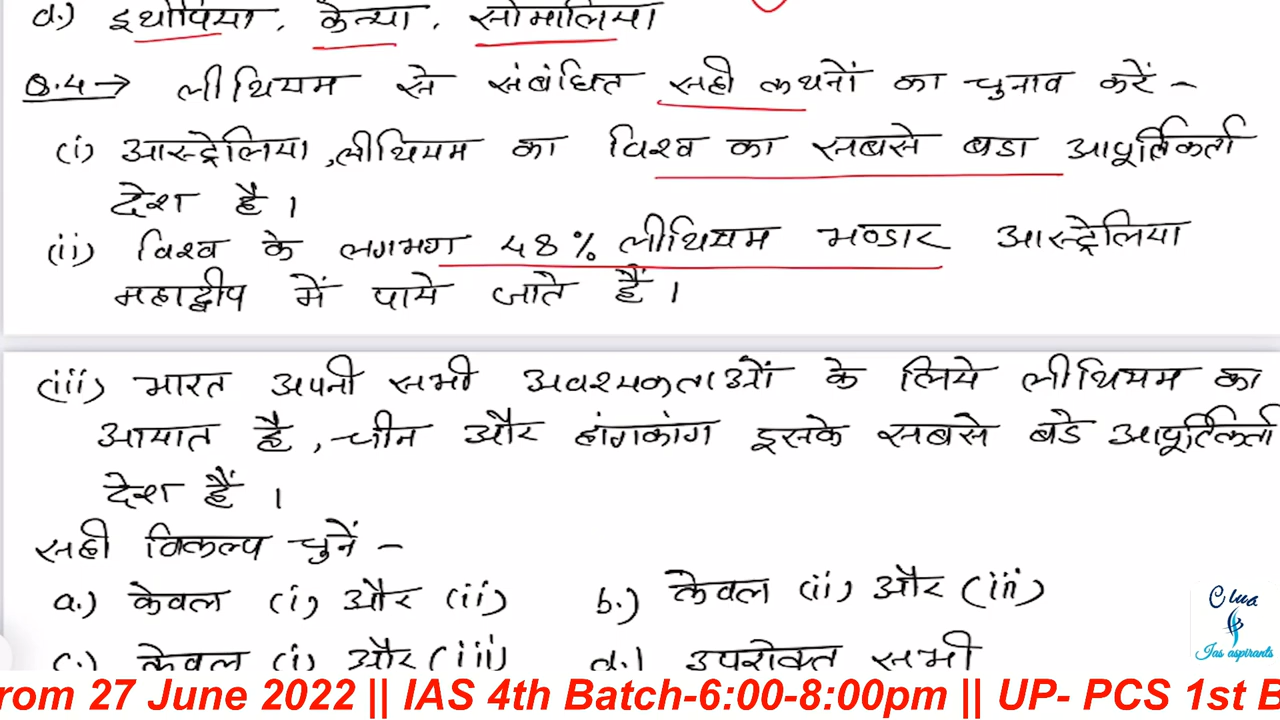 d.) इथोपिया, केन्या, सोमालिया
Q.4→ लीथियम से संबंधित सही कथनों का चुनाव करें -
(i) आस्ट्रेलिया, लीथियम का विश्व का सबसे बडा आपूर्तिकर्ता
देश है।
(ii) विश्व के लगभग 48% लीथियम भण्डार आस्ट्रेलिया
महाद्वीप में पाये जाते हैं।
(iii) भारत अपनी सभी अवश्यकताओं के लिये लीथियम का
आयात है, चीन और हांगकांग इसके सबसे बडे आपूर्तिकर्ता
देश हैं।
सही विकल्प चुनें -
a.) केवल (i) और (ii) b.) केवल (ii) और (iii)
c.) केवल (i) और (iii) d.) उपरोक्त सभी
Clua
Ias aspirants
rom 27 June 2022 || IAS 4th Batch-6:00-8:00pm || UP- PCS 1st B